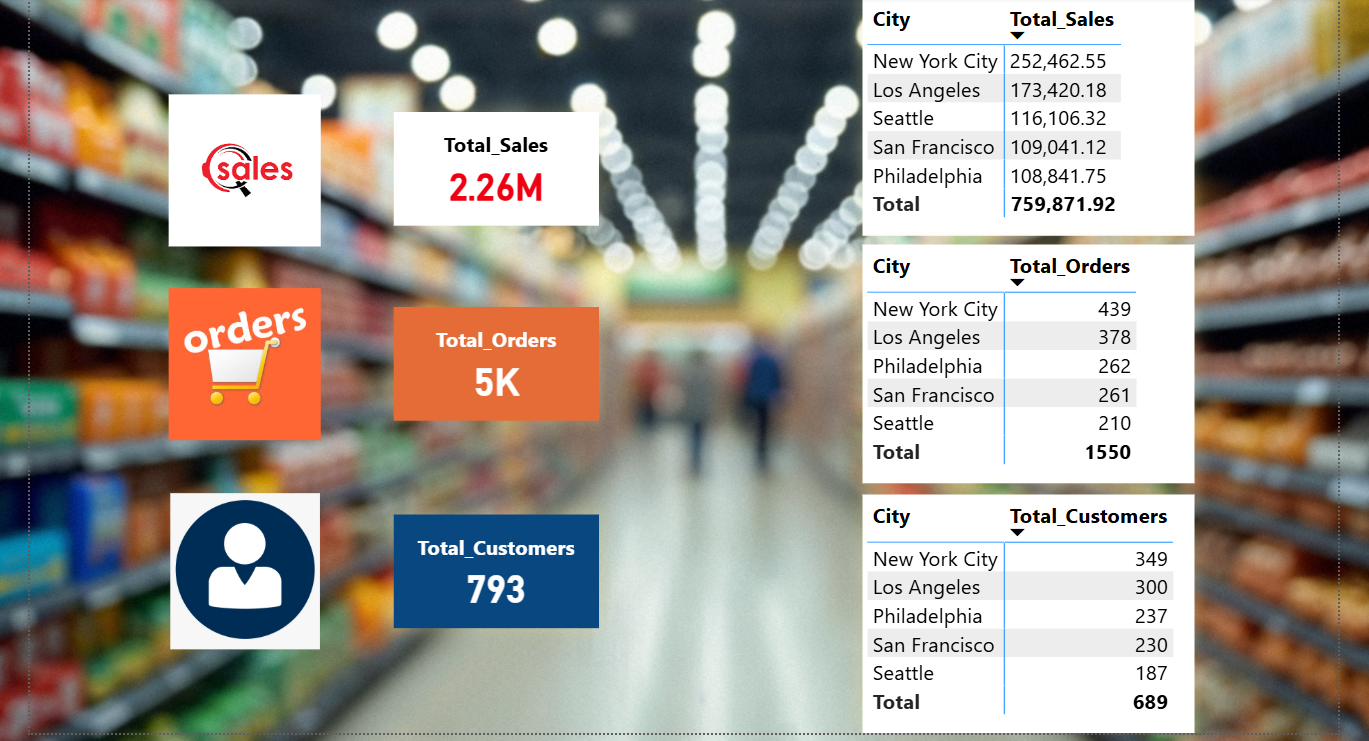 sales
Total_Sales
2.26M
orders
Total_Orders
5K
Total_Customers
793
City Total_Sales
New York City 252,462.55
Los Angeles 173,420.18
Seattle 116,106.32
San Francisco 109,041.12
Philadelphia 108,841.75
Total 759,871.92
City Total_Orders
New York City 439
Los Angeles 378
Philadelphia 262
San Francisco 261
Seattle 210
Total 1550
City Total_Customers
New York City 349
Los Angeles 300
Philadelphia 237
San Francisco 230
Seattle 187
Total 689